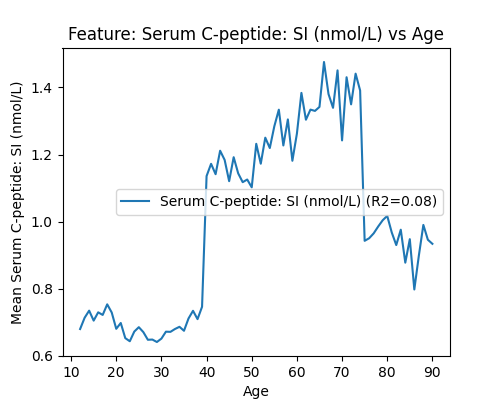 Feature: Serum C-peptide: SI (nmol/L) vs Age
Mean Serum C-peptide: SI (nmol/L)
1.4
1.2
1.0
0.8
0.6
Serum C-peptide: SI (nmol/L) (R2=0.08)
10 20 30 40 50 60 70 80 90
Age